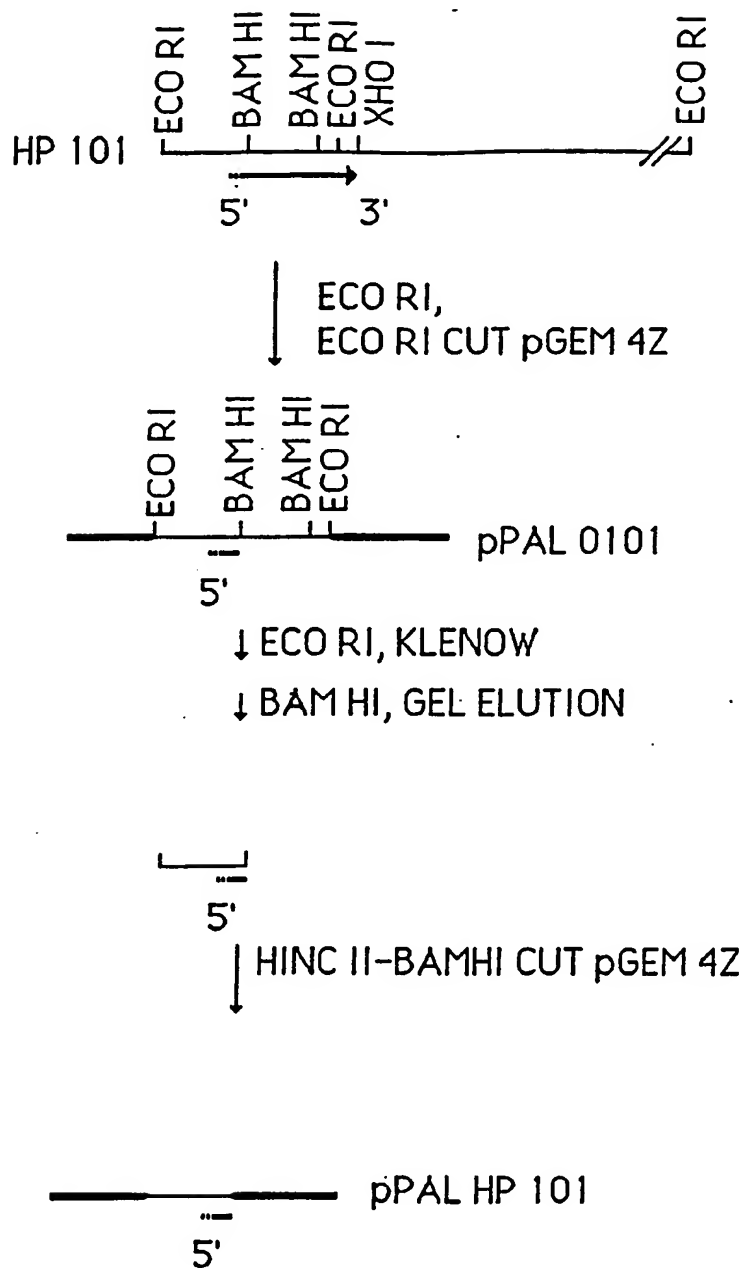 ECO RI
BAM HI
BAM HI
ECO RI
XHO I
ECO RI
HP 101
5' 3'
ECO RI,
ECO RI CUT pGEM 4Z
ECO RI
BAM HI
BAM HI
ECO RI
pPAL 0101
5'
ECO RI, KLENOW
BAM HI, GEL ELUTION
5'
HINC II-BAMHI CUT pGEM 4Z
pPAL HP 101
5'